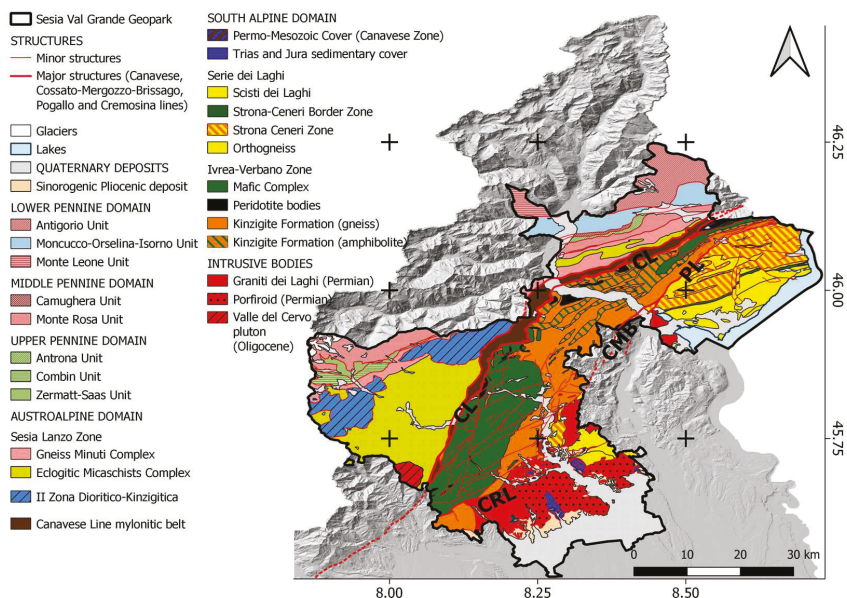 Sesia Val Grande Geopark
STRUCTURES
Minor structures
Major structures (Canavese,
Cossato-Mergozzo-Brissago,
Pogallo and Cremosina lines)
Glaciers
Lakes
QUATERNARY DEPOSITS
Sinorogenic Pliocenic deposit
LOWER PENNINE DOMAIN
Antigorio Unit
Moncucco-Orselina-Isorno Unit
Monte Leone Unit
MIDDLE PENNINE DOMAIN
Camughera Unit
Monte Rosa Unit
UPPER PENNINE DOMAIN
Antrona Unit
Combin Unit
Zermatt-Saas Unit
AUSTROALPINE DOMAIN
Sesia Lanzo Zone
Gneiss Minuti Complex
Eclogitic Micaschists Complex
II Zona Dioritico-Kinzigitica
Canavese Line mylonitic belt
SOUTH ALPINE DOMAIN
Permo-Mesozoic Cover (Canavese Zone)
Trias and Jura sedimentary cover
Serie dei Laghi
Scisti dei Laghi
Strona-Ceneri Border Zone
Strona Ceneri Zone
Orthogneiss
Ivrea-Verbano Zone
Mafic Complex
Peridotite bodies
Kinzigite Formation (gneiss)
Kinzigite Formation (amphibolite)
INTRUSIVE BODIES
Graniti dei Laghi (Permian)
Porfiroid (Permian)
Valle del Cervo
pluton
(Oligocene)
CL
PL
CMB
CL
CRL
46.25
46.00
45.75
0 10 20 30 km
8.00 8.25 8.50